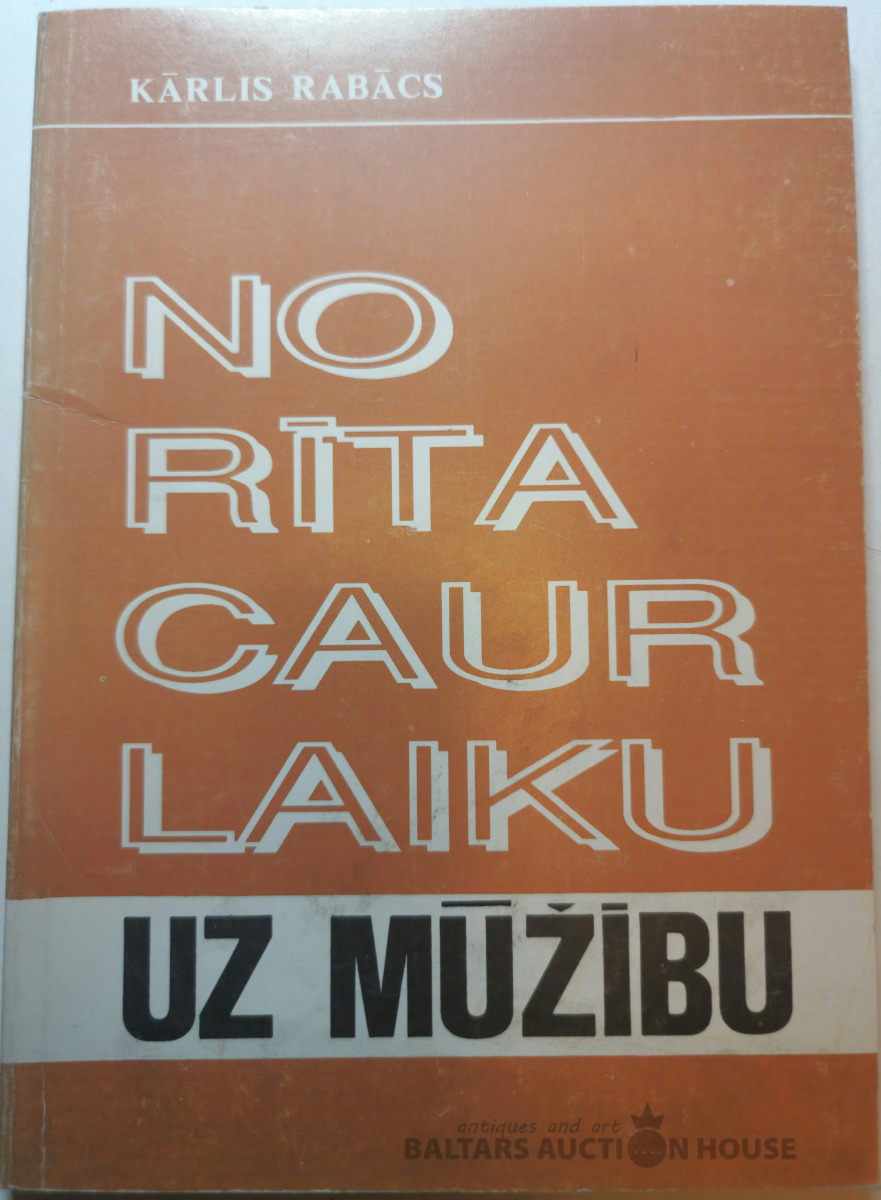 KĀRLIS RABĀCS
NO
RĪTA
CAUR
LAIKU
UZ MŪŽĪBU
antiques and art
BALTARS AUCTION HOUSE